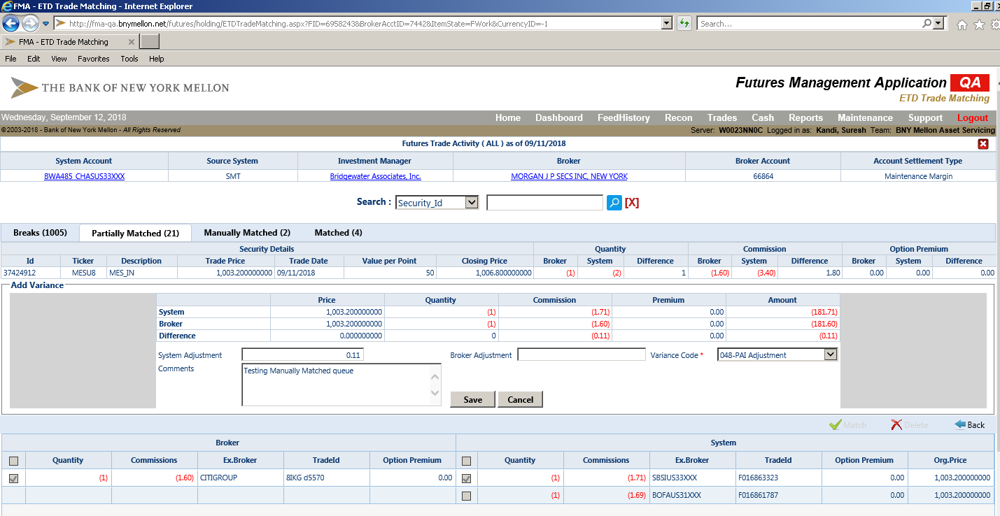 FMA - ETD Trade Matching - Internet Explorer
http://fma-qa.bnymellon.net/futures/holding/ETDTradeMatching.aspx?FID=6958243&BrokerAcctID=7442&ItemState=FWork&CurrencyID=-1 Search...
FMA - ETD Trade Matching
File Edit View Favorites Tools Help
THE BANK OF NEW YORK MELLON
Futures Management Application QA
ETD Trade Matching
Wednesday, September 12, 2018 Home Dashboard FeedHistory Recon Trades Cash Reports Maintenance Support Logout
©2003-2018 - Bank of New York Mellon - All Rights Reserved Server: W0023NN0C Logged in as: Kandi, Suresh Team: BNY Mellon Asset Servicing
Futures Trade Activity ( ALL ) as of 09/11/2018
System Account Source System Investment Manager Broker Broker Account Account Settlement Type
BWA485 CHASUS33XXX SMT Bridgewater Associates, Inc. MORGAN J P SECS INC, NEW YORK 66864 Maintenance Margin
Search : Security_Id [X]
Breaks (1005) Partially Matched (21) Manually Matched (2) Matched (4)
Security Details Quantity Commission Option Premium
Id Ticker Description Trade Price Trade Date Value per Point Closing Price Broker System Difference Broker System Difference Broker System Difference
37424912 MESU8 MES_IN 1,003.200000000 09/11/2018 50 1,006.800000000 (1) (2) 1 (1.60) (3.40) 1.80 0.00 0.00 0.00
Add Variance
Price Quantity Commission Premium Amount
System 1,003.200000000 (1) (1.71) 0.00 (181.71)
Broker 1,003.200000000 (1) (1.60) 0.00 (181.60)
Difference 0.000000000 0 (0.11) 0.00 (0.11)
System Adjustment 0.11 Broker Adjustment Variance Code * 048-PAI Adjustment
Comments Testing Manually Matched queue
Save Cancel
Match Delete Back
Broker System
Quantity Commissions Ex.Broker TradeId Option Premium Quantity Commissions Ex.Broker TradeId Option Premium Org.Price
(1) (1.60) CITIGROUP 8IKG d5570 0.00 (1) (1.71) SBSIUS33XXX F016863323 0.00 1,003.200000000
(1) (1.69) BOFAUS31XXX F016861787 0.00 1,003.200000000